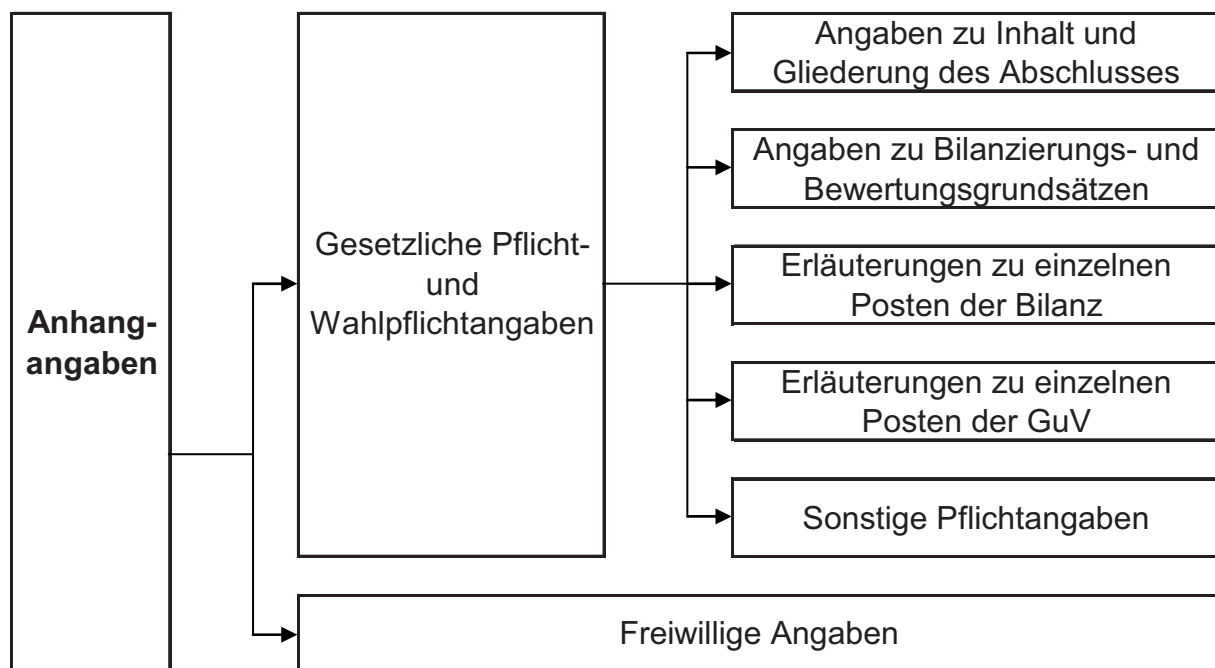 Anhang-
angaben
Gesetzliche Pflicht-
und
Wahlpflichtangaben
Angaben zu Inhalt und
Gliederung des Abschlusses
Angaben zu Bilanzierungs- und
Bewertungsgrundsätzen
Erläuterungen zu einzelnen
Posten der Bilanz
Erläuterungen zu einzelnen
Posten der GuV
Sonstige Pflichtangaben
Freiwillige Angaben